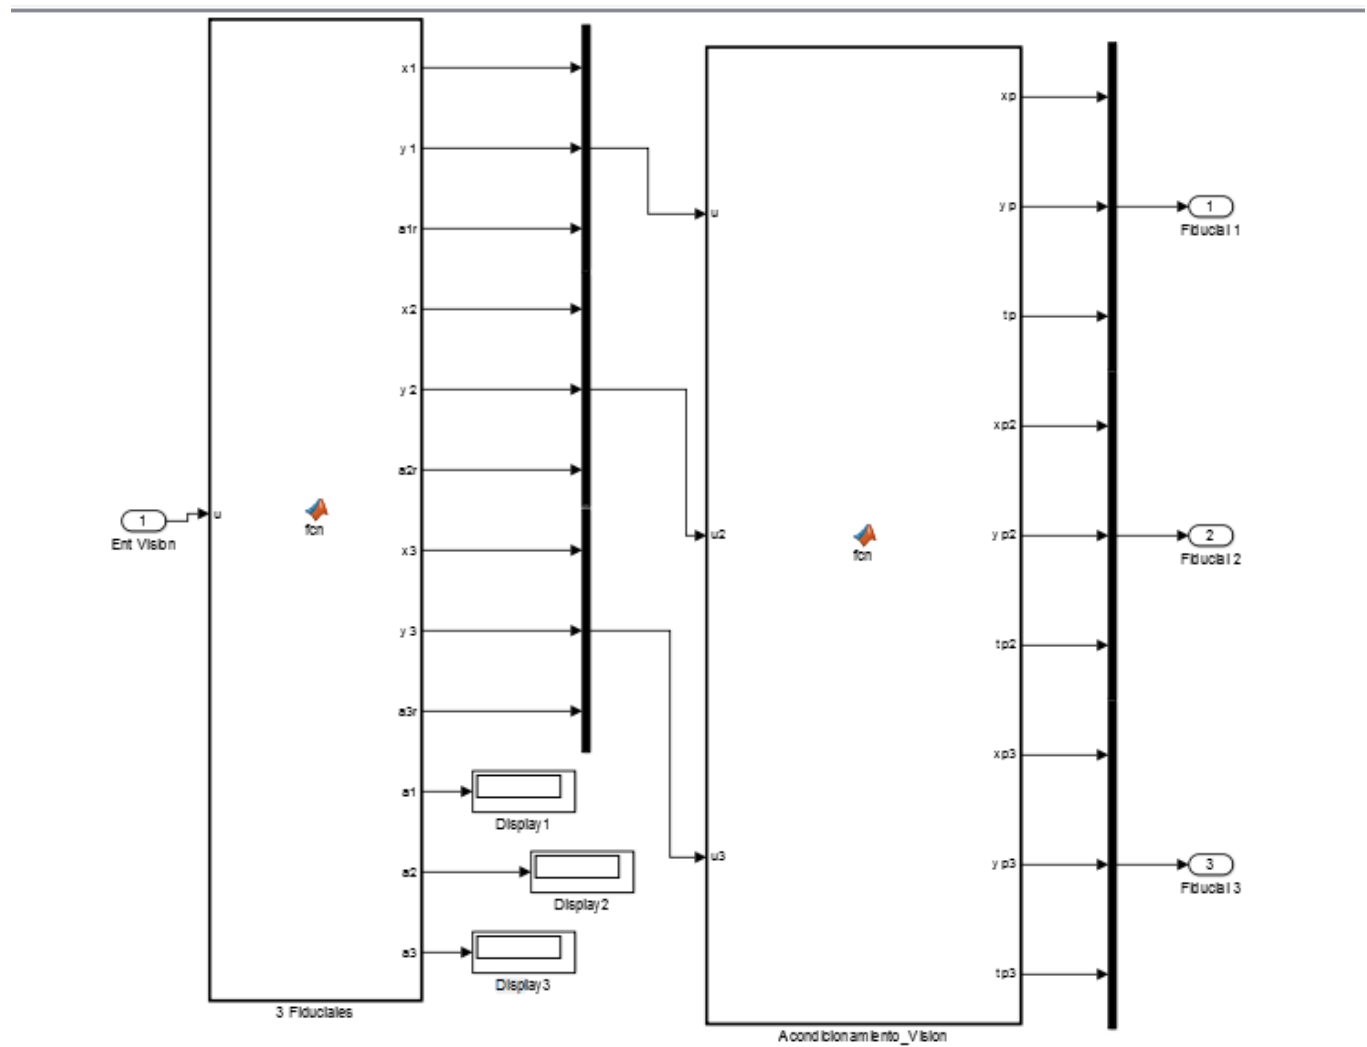 x1
y1
a1r
x2
y2
a2r
x3
y3
a3r
a1
a2
a3
1
Ent Vision
u
fcn
3 Fiduciales
Display1
Display2
Display3
u
u2
u3
fcn
Acondicionamiento_Vision
xp
yp
tp
xp2
yp2
tp2
xp3
yp3
tp3
1
Fiducial 1
2
Fiducial 2
3
Fiducial 3